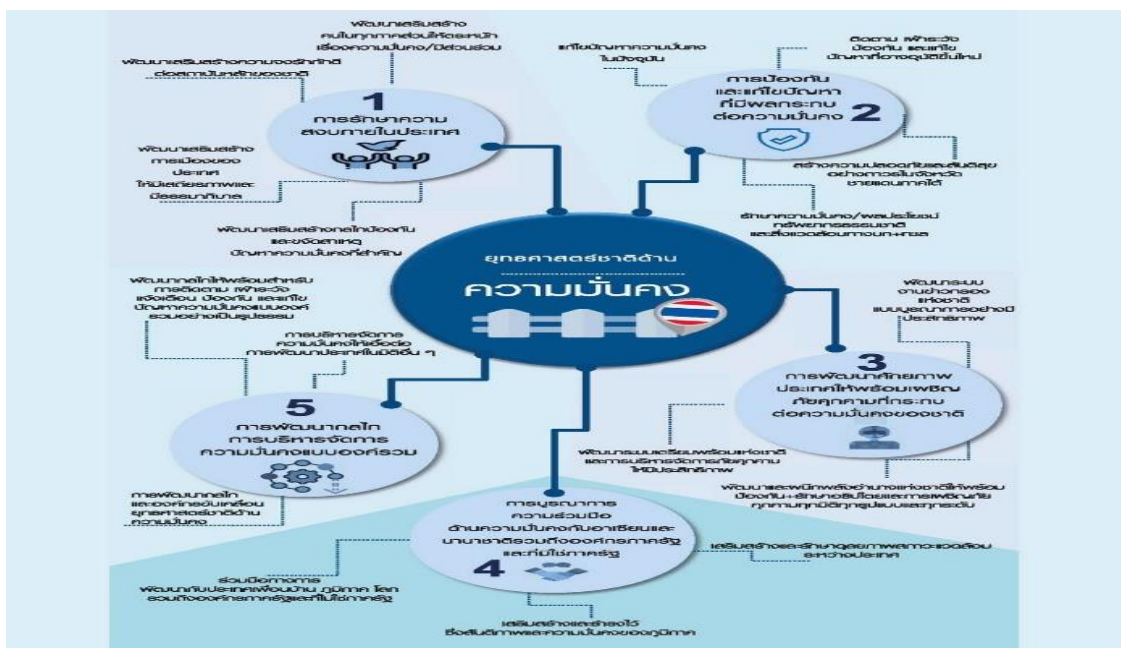 ยุทธศาสตร์ชาติด้าน
ความมั่นคง
1
การรักษาความ
สงบภายในประเทศ
พัฒนาเสริมสร้าง
คนในทุกภาคส่วนให้ตระหนัก
เรื่องความมั่นคง/มีส่วนร่วม
พัฒนาเสริมสร้างความจงรักภักดี
ต่อสถาบันหลักของชาติ
พัฒนาเสริมสร้าง
การเมืองของ
ประเทศ
ให้มีเสถียรภาพและ
มีธรรมาภิบาล
พัฒนาเสริมสร้างกลไกป้องกัน
และขจัดสาเหตุ
ปัญหาความมั่นคงที่สำคัญ
การป้องกัน
และแก้ไขปัญหา
ที่มีผลกระทบ
ต่อความมั่นคง 2
แก้ไขปัญหาความมั่นคง
ในปัจจุบัน
ติดตาม เฝ้าระวัง
ป้องกัน และแก้ไข
ปัญหาที่อาจอุบัติขึ้นใหม่
สร้างความปลอดภัยและสันติสุข
อย่างถาวรในจังหวัด
ชายแดนภาคใต้
รักษาความมั่นคง/ผลประโยชน์
ทรัพยากรธรรมชาติ
และสิ่งแวดล้อมทางบก+ทะเล
3
การพัฒนาศักยภาพ
ประเทศให้พร้อมเผชิญ
ภัยคุกคามที่กระทบ
ต่อความมั่นคงของชาติ
พัฒนาระบบ
งานข่าวกรอง
แห่งชาติ
แบบบูรณาการอย่างมี
ประสิทธิภาพ
พัฒนาระบบเตรียมพร้อมแห่งชาติ
และการบริหารจัดการภัยคุกคาม
ให้มีประสิทธิภาพ
พัฒนาและผนึกพลังอำนาจแห่งชาติให้พร้อม
ป้องกัน+รักษาอธิปไตยและการเผชิญภัย
คุกคามทุกมิติทุกรูปแบบและทุกระดับ
การบูรณาการ
ความร่วมมือ
ด้านความมั่นคงกับอาเซียนและ
นานาชาติรวมถึงองค์กรภาครัฐ
และที่มิใช่ภาครัฐ
4
เสริมสร้างและรักษาดุลยภาพสภาวะแวดล้อม
ระหว่างประเทศ
ร่วมมือทางการ
พัฒนากับประเทศเพื่อนบ้าน ภูมิภาค โลก
รวมถึงองค์กรภาครัฐและที่ไม่ใช่ภาครัฐ
เสริมสร้างและธำรงไว้
ซึ่งสันติภาพและความมั่นคงของภูมิภาค
5
การพัฒนากลไก
การบริหารจัดการ
ความมั่นคงแบบองค์รวม
พัฒนากลไกให้พร้อมสำหรับ
การติดตาม เฝ้าระวัง
แจ้งเตือน ป้องกัน และแก้ไข
ปัญหาความมั่นคงแบบองค์
รวมอย่างเป็นรูปธรรม
การบริหารจัดการ
ความมั่นคงให้เอื้อต่อ
การพัฒนาประเทศในมิติอื่น ๆ
การพัฒนากลไก
และองค์กรขับเคลื่อน
ยุทธศาสตร์ชาติด้าน
ความมั่นคง